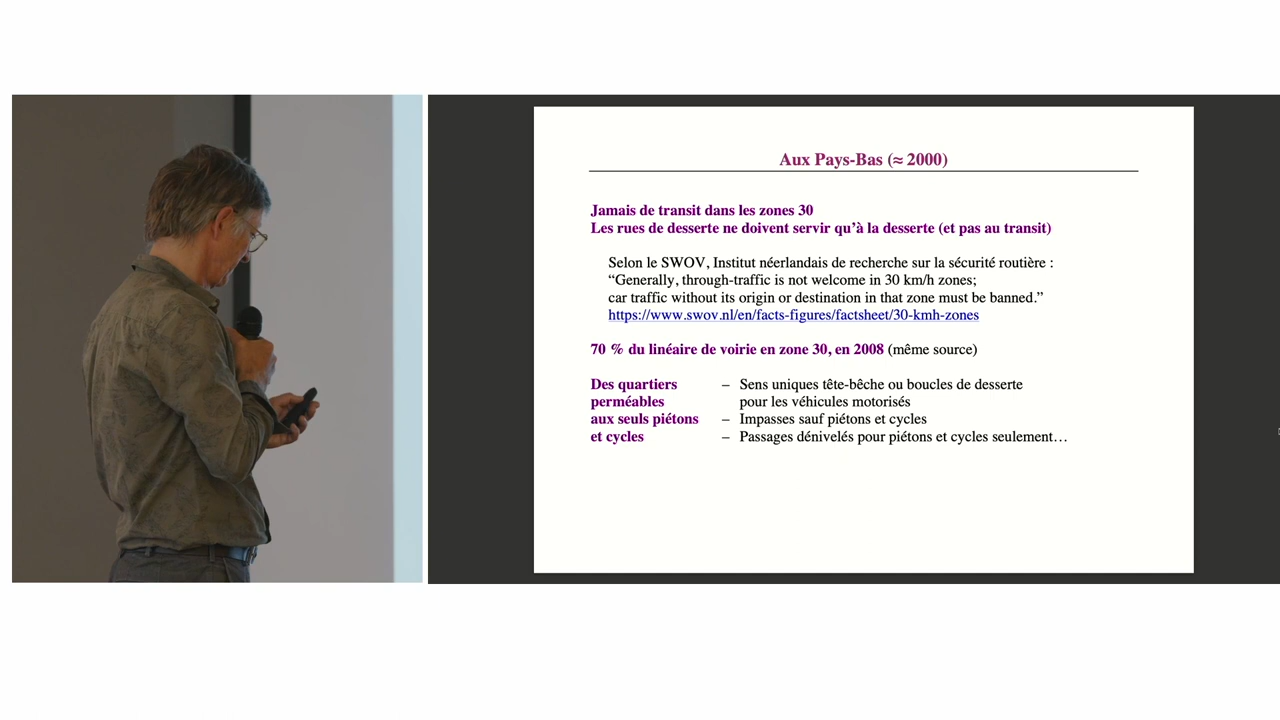 Aux Pays-Bas (≈ 2000)
Jamais de transit dans les zones 30
Les rues de desserte ne doivent servir qu’à la desserte (et pas au transit)
Selon le SWOV, Institut néerlandais de recherche sur la sécurité routière :
“Generally, through-traffic is not welcome in 30 km/h zones;
car traffic without its origin or destination in that zone must be banned.”
https://www.swov.nl/en/facts-figures/factsheet/30-kmh-zones
70 % du linéaire de voirie en zone 30, en 2008 (même source)
Des quartiers
perméables
aux seuls piétons
et cycles
– Sens uniques tête-bêche ou boucles de desserte
pour les véhicules motorisés
– Impasses sauf piétons et cycles
– Passages dénivelés pour piétons et cycles seulement…